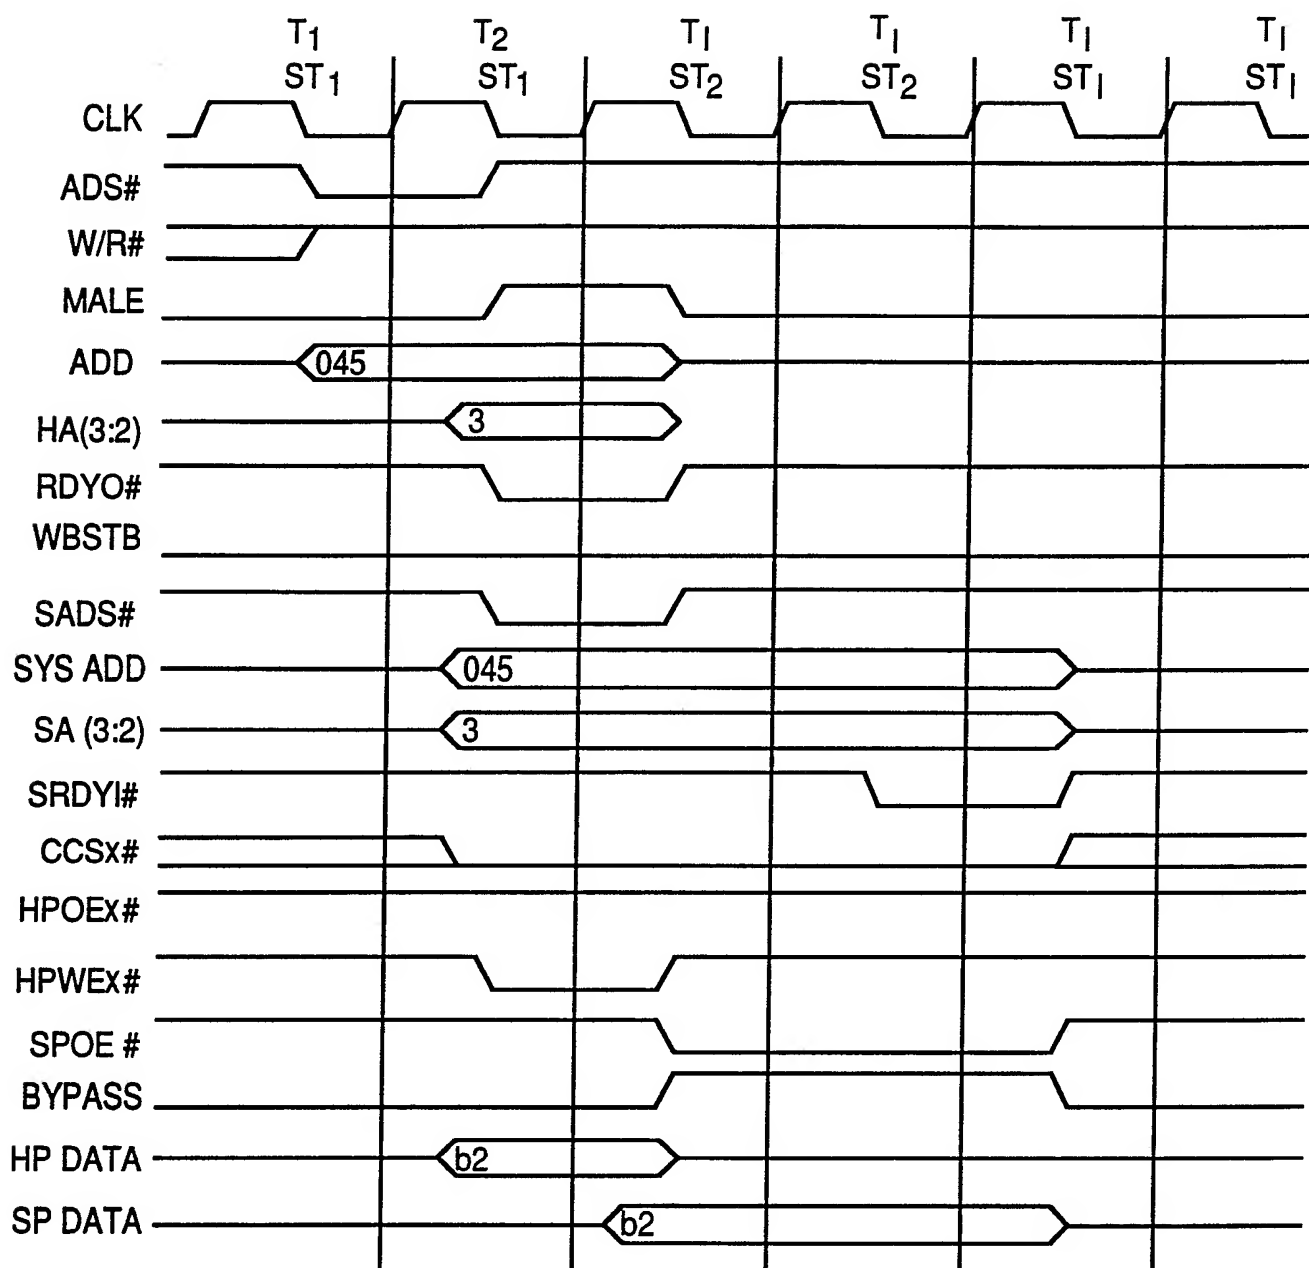 T1 T2 TI TI TI TI
ST1 ST1 ST2 ST2 STI STI
CLK
ADS#
W/R#
MALE
ADD 045
HA(3:2) 3
RDYO#
WBSTB
SADS#
SYS ADD 045
SA (3:2) 3
SRDYI#
CCSX#
HPOEX#
HPWEX#
SPOE #
BYPASS
HP DATA b2
SP DATA b2